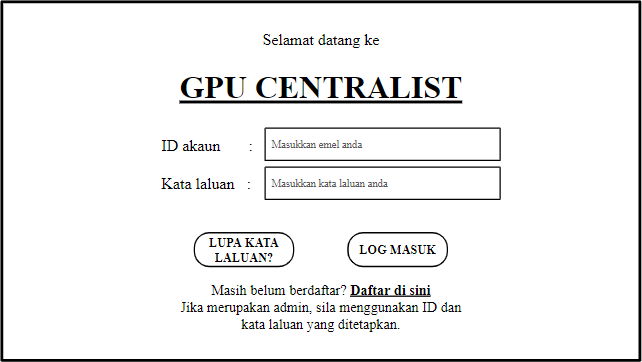 Selamat datang ke
GPU CENTRALIST
ID akaun : Masukkan emel anda
Kata laluan : Masukkan kata laluan anda
LUPA KATA
LALUAN?
LOG MASUK
Masih belum berdaftar? Daftar di sini
Jika merupakan admin, sila menggunakan ID dan
kata laluan yang ditetapkan.